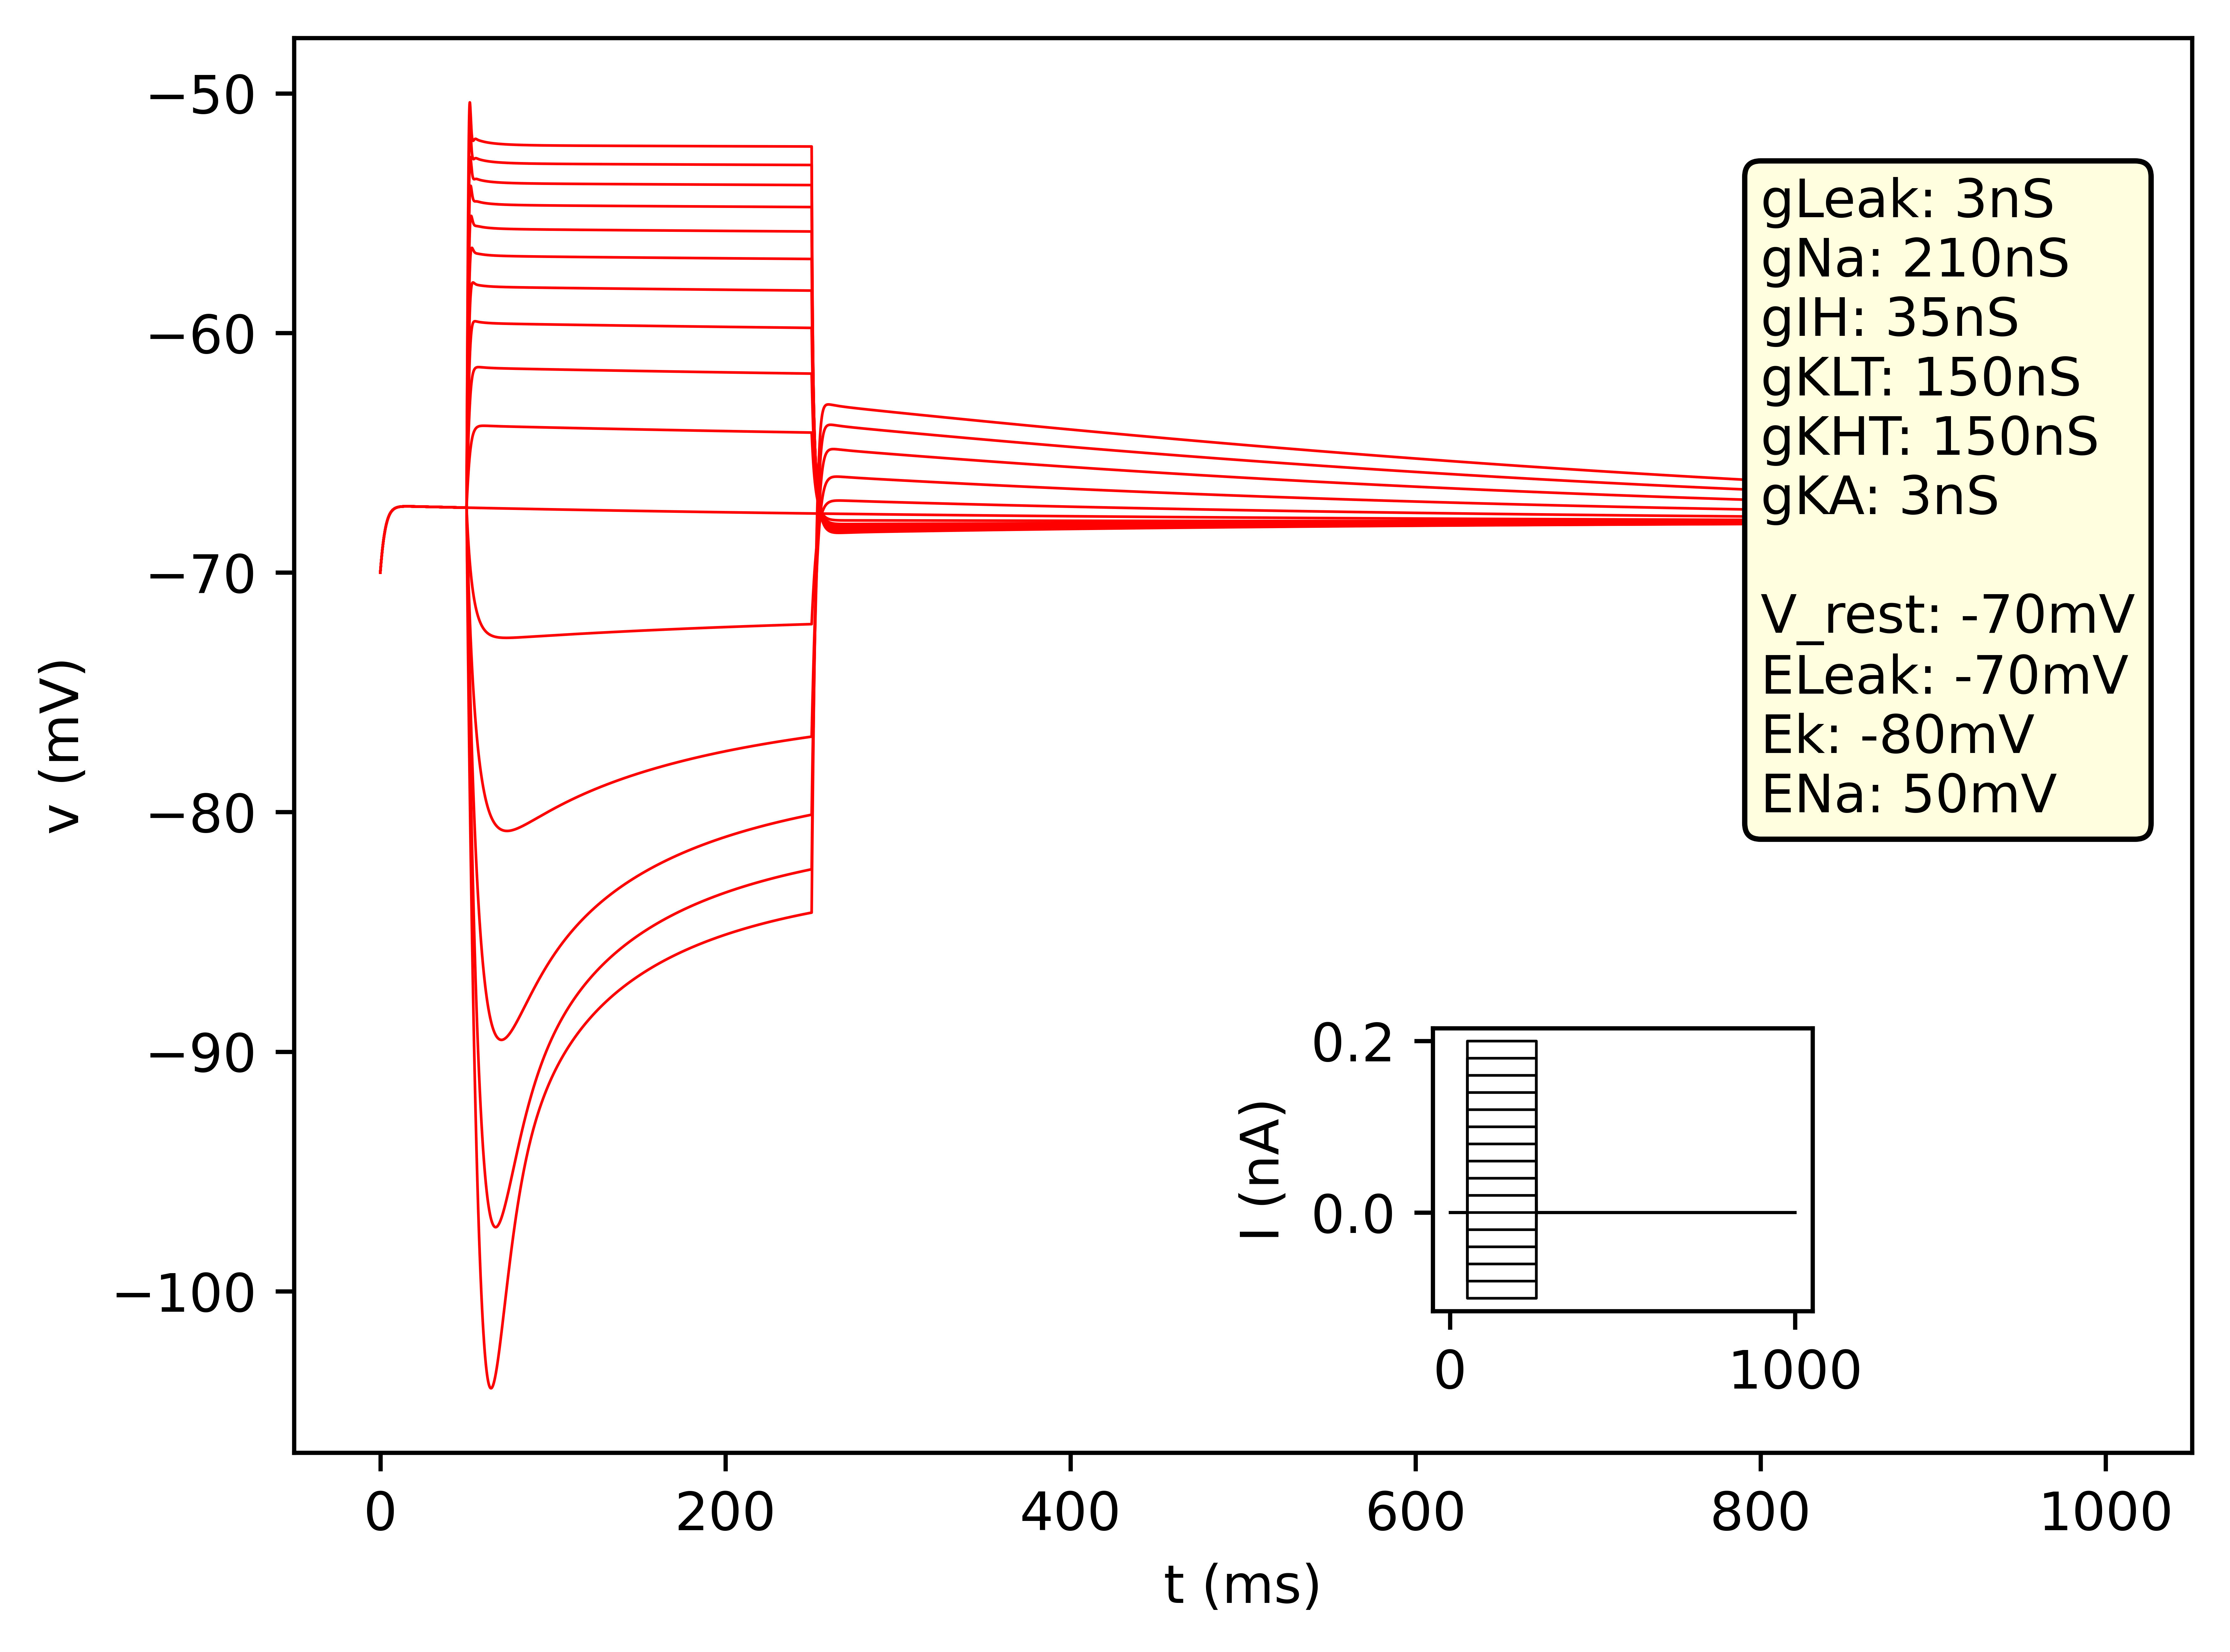 −50
−60
−70
−80
−90
−100
v (mV)
0
200
400
600
800
1000
t (ms)
gLeak: 3nS
gNa: 210nS
gIH: 35nS
gKLT: 150nS
gKHT: 150nS
gKA: 3nS
V_rest: -70mV
ELeak: -70mV
Ek: -80mV
ENa: 50mV
0.2
0.0
I (nA)
0
1000